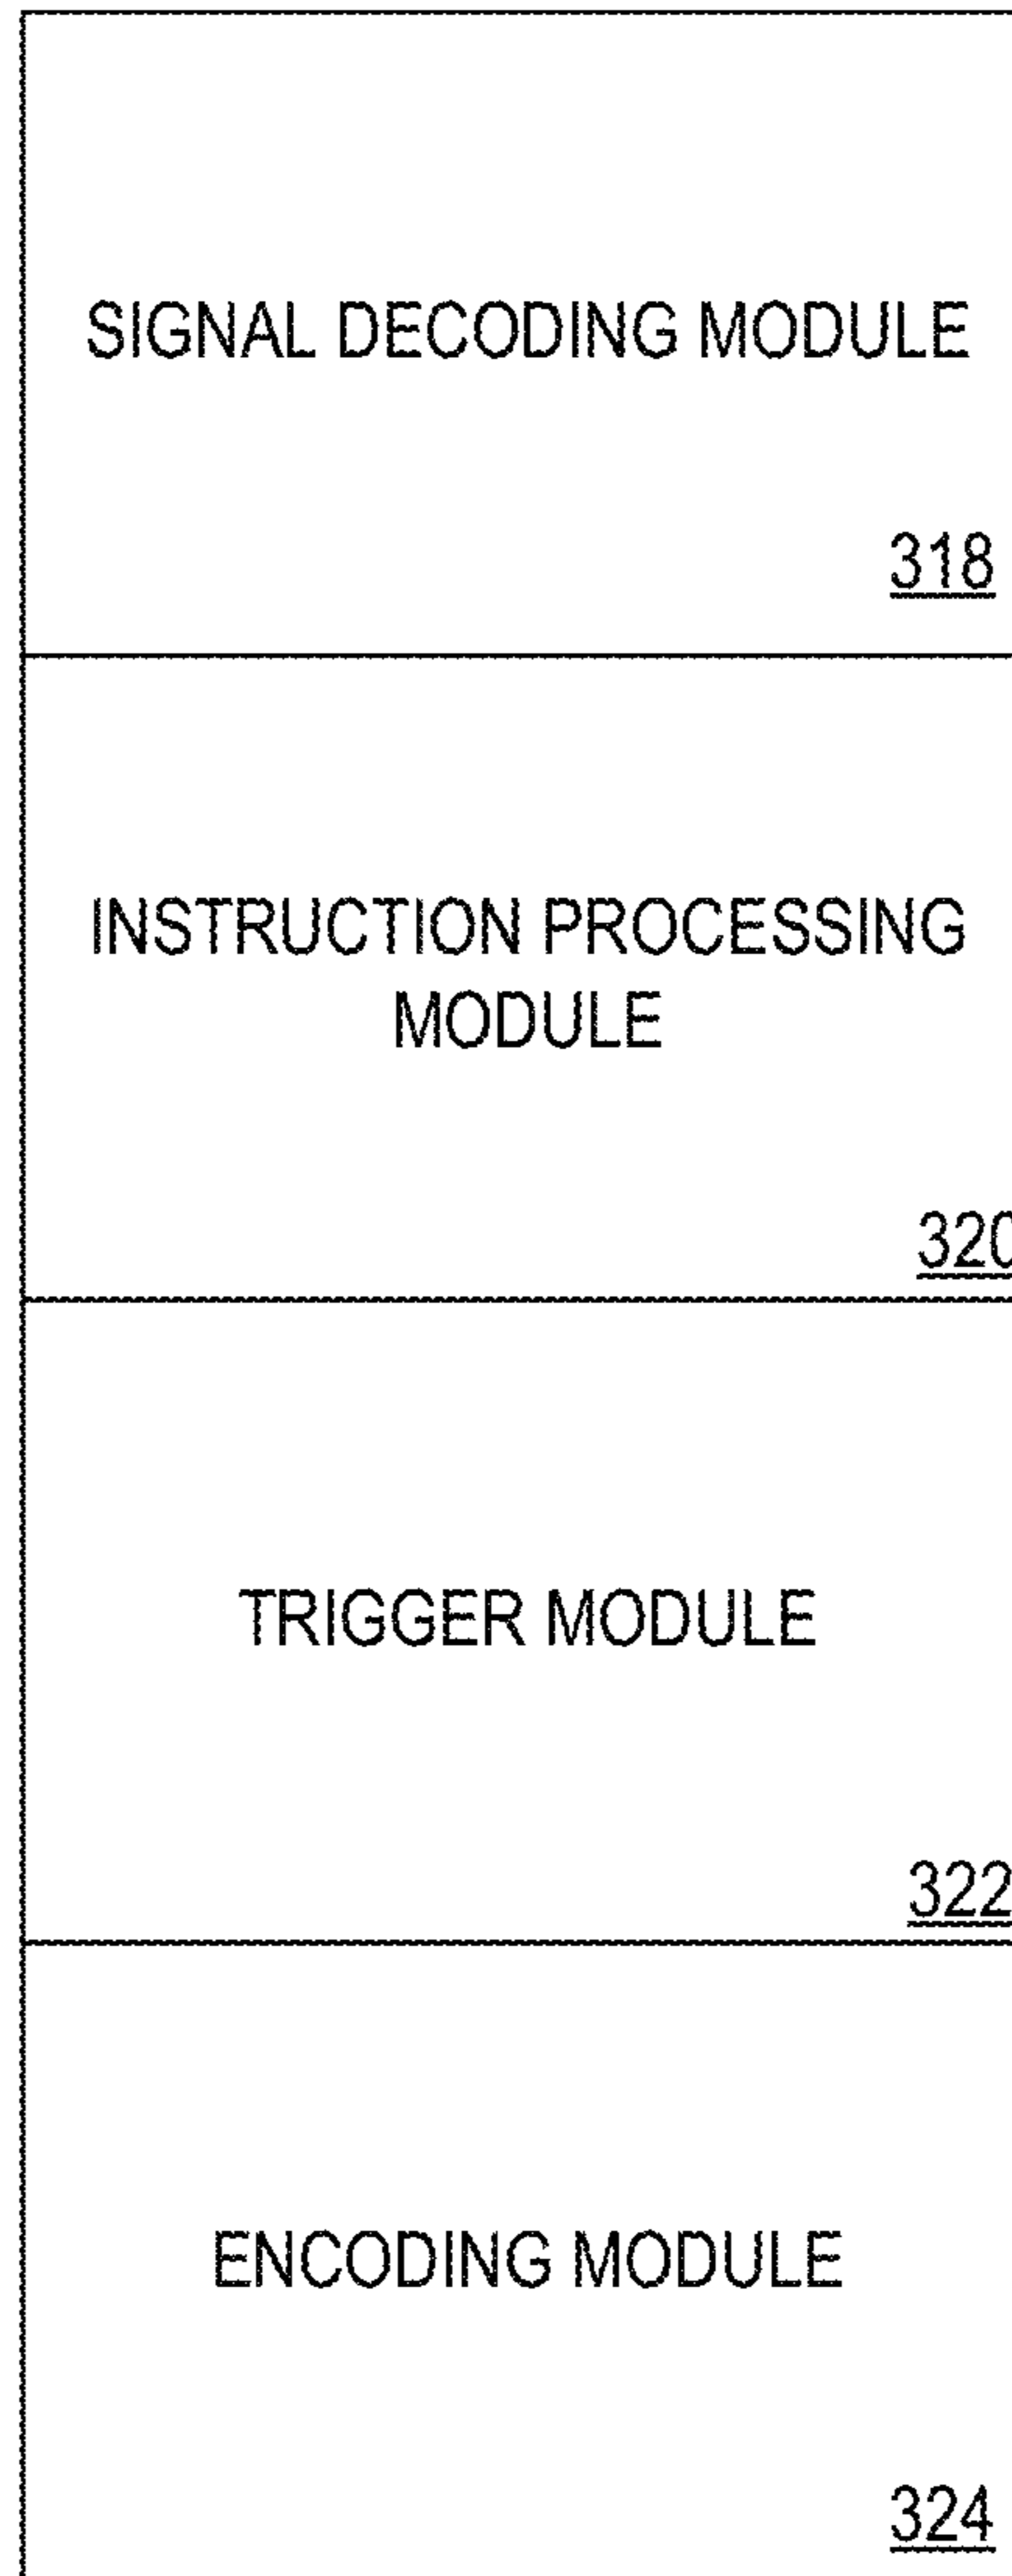 SIGNAL DECODING MODULE
318
INSTRUCTION PROCESSING
MODULE
320
TRIGGER MODULE
322
ENCODING MODULE
324